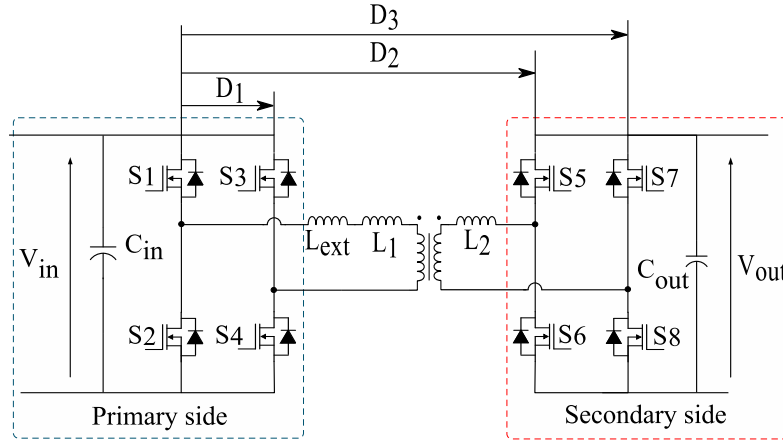 D3
D2
D1
S1 S3 S5 S7
Vin Cin Lext L1 L2 Cout Vout
S2 S4 S6 S8
Primary side Secondary side